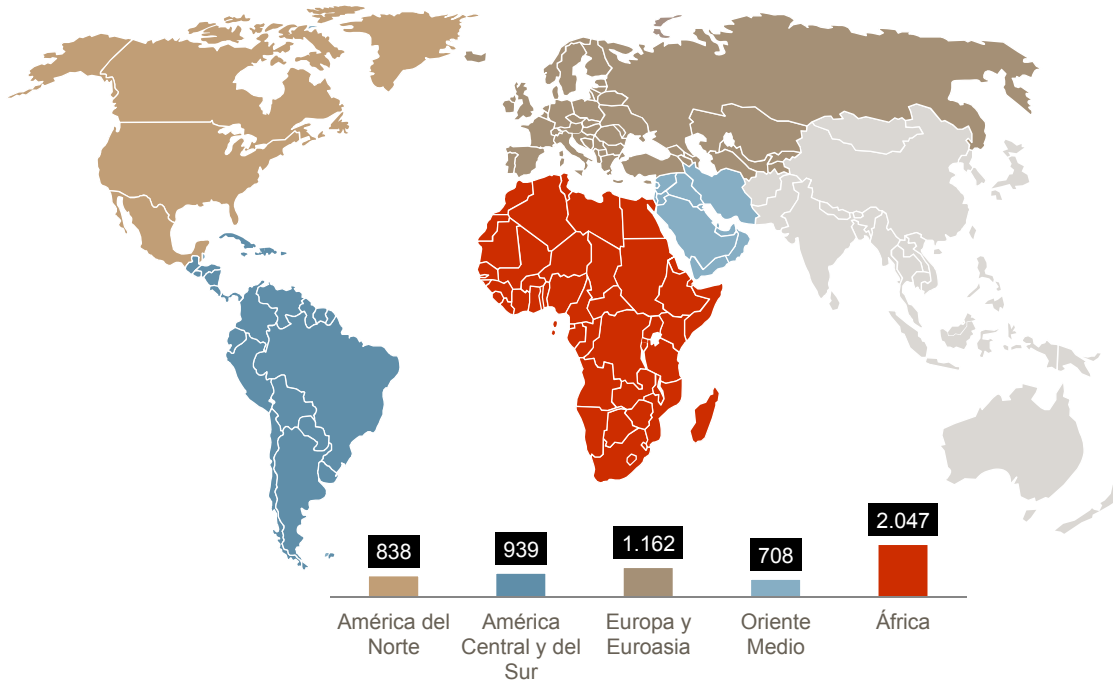 838
939
1.162
708
2.047
América del
Norte
América
Central y del
Sur
Europa y
Euroasia
Oriente
Medio
África